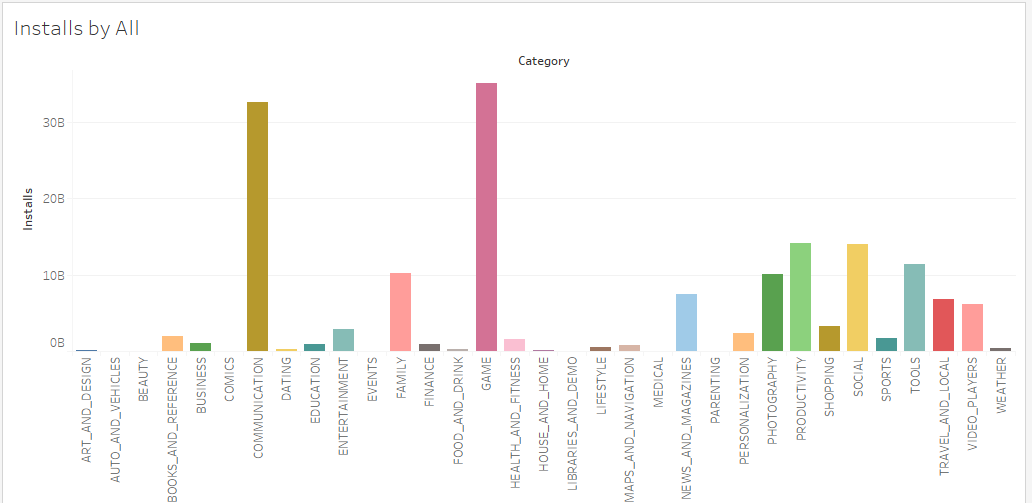 Installs by All
Category
Installs
30B
20B
10B
0B
ART_AND_DESIGN
AUTO_AND_VEHICLES
BEAUTY
BOOKS_AND_REFERENCE
BUSINESS
COMICS
COMMUNICATION
DATING
EDUCATION
ENTERTAINMENT
EVENTS
FAMILY
FINANCE
FOOD_AND_DRINK
GAME
HEALTH_AND_FITNESS
HOUSE_AND_HOME
LIBRARIES_AND_DEMO
LIFESTYLE
MAPS_AND_NAVIGATION
MEDICAL
NEWS_AND_MAGAZINES
PARENTING
PERSONALIZATION
PHOTOGRAPHY
PRODUCTIVITY
SHOPPING
SOCIAL
SPORTS
TOOLS
TRAVEL_AND_LOCAL
VIDEO_PLAYERS
WEATHER